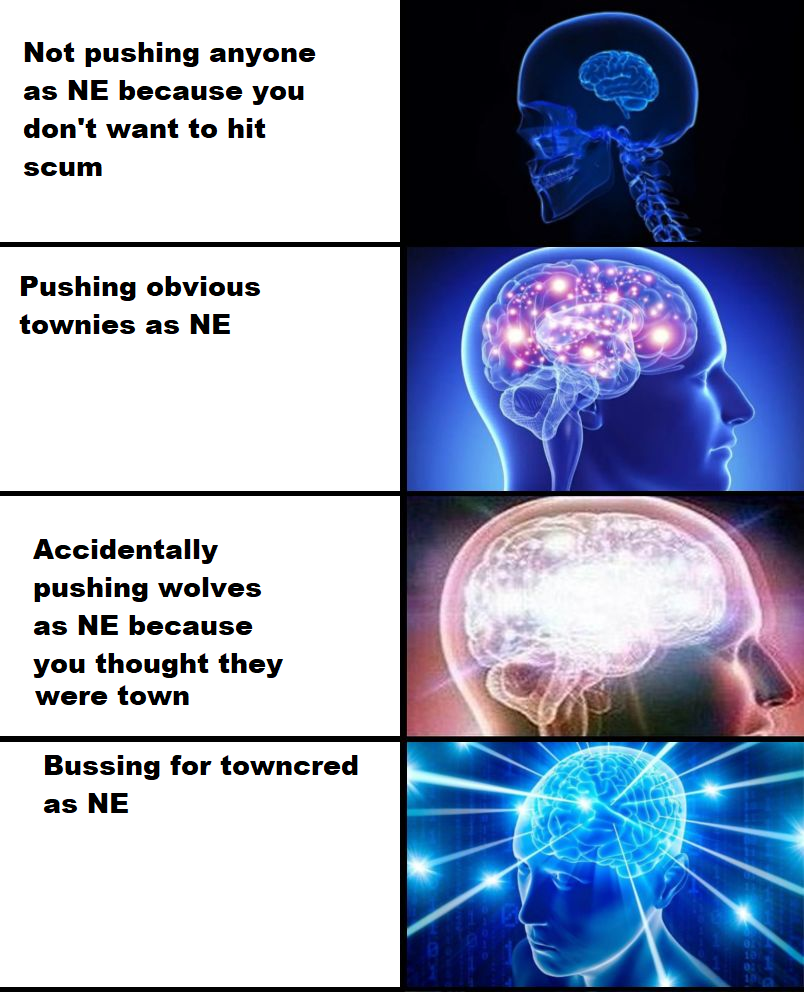 Not pushing anyone
as NE because you
don't want to hit
scum
Pushing obvious
townies as NE
Accidentally
pushing wolves
as NE because
you thought they
were town
Bussing for towncred
as NE